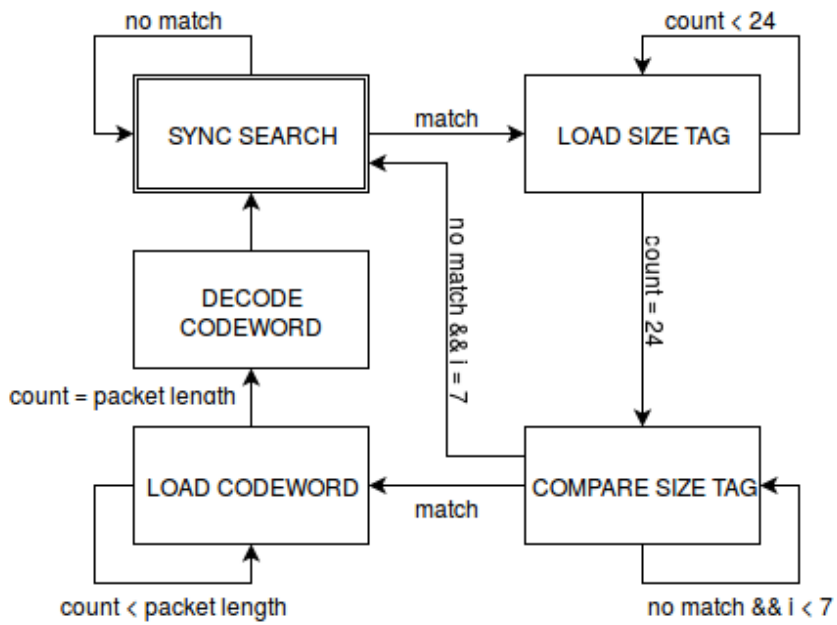 no match
count < 24
SYNC SEARCH
match
LOAD SIZE TAG
no match && i = 7
count = 24
DECODE
CODEWORD
count = packet length
LOAD CODEWORD
match
COMPARE SIZE TAG
count < packet length
no match && i < 7